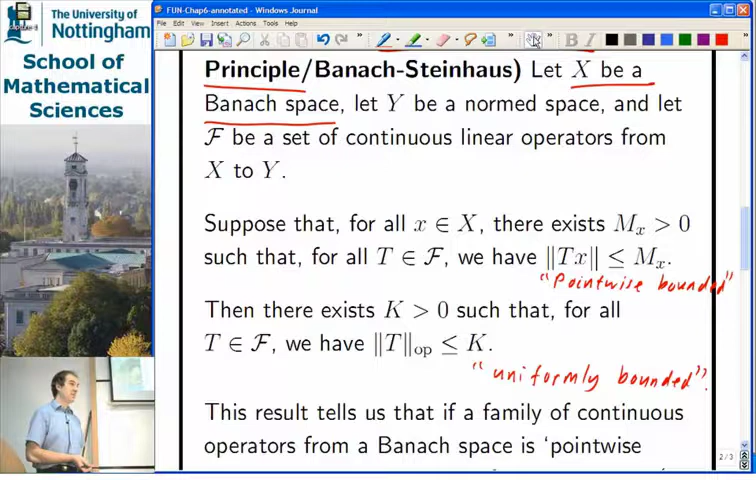 The University of
Nottingham
School of
Mathematical
Sciences
FUN-Chap6-annotated - Windows Journal
File Edit View Insert Actions Tools Help
B I
Principle/Banach-Steinhaus) Let X be a
Banach space, let Y be a normed space, and let
ℱ be a set of continuous linear operators from
X to Y.
Suppose that, for all x ∈ X, there exists Mₓ > 0
such that, for all T ∈ ℱ, we have ‖Tx‖ ≤ Mₓ.
"Pointwise bounded"
Then there exists K > 0 such that, for all
T ∈ ℱ, we have ‖T‖op ≤ K.
"uniformly bounded".
This result tells us that if a family of continuous
operators from a Banach space is 'pointwise
2/3